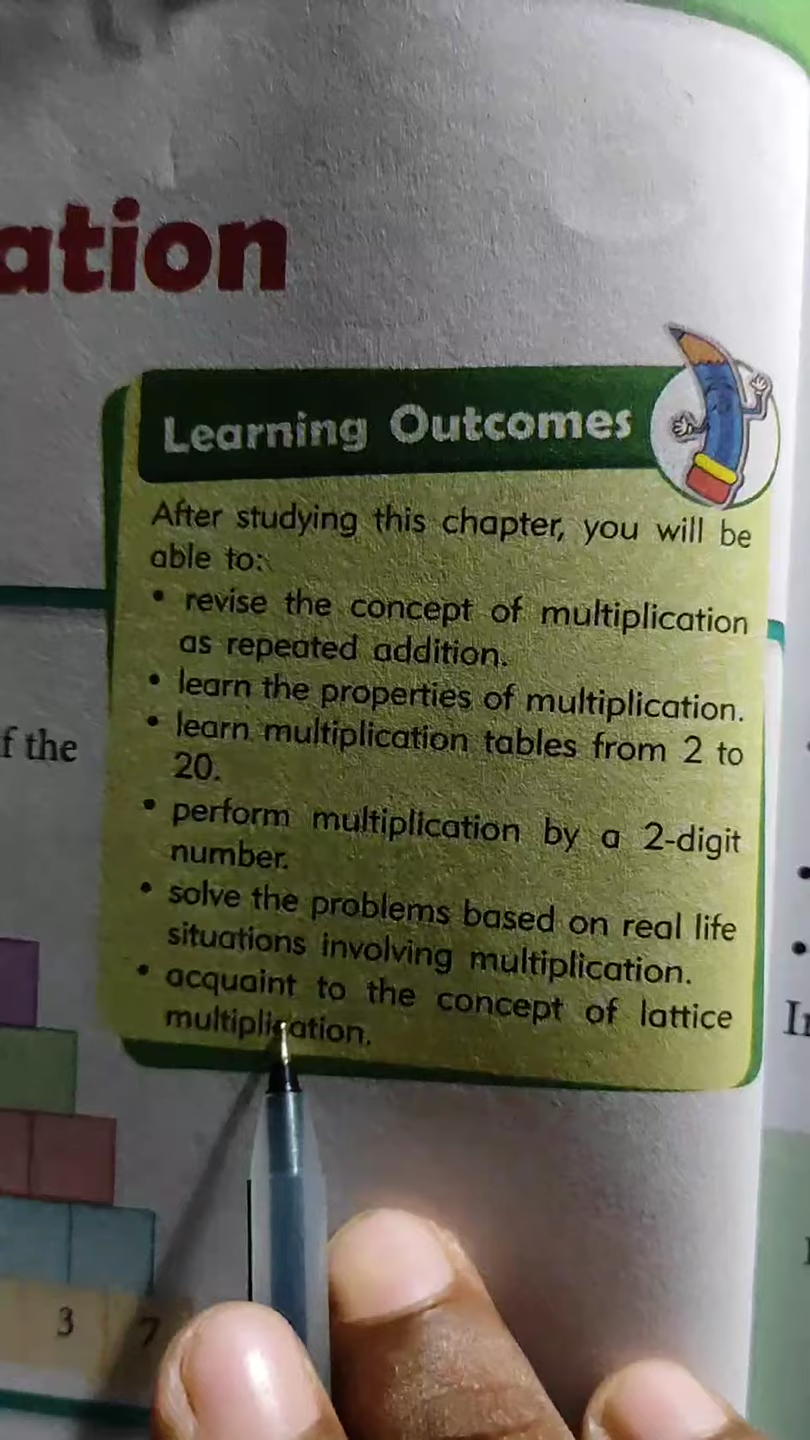 ation
Learning Outcomes
After studying this chapter, you will be
able to:
• revise the concept of multiplication
as repeated addition.
• learn the properties of multiplication.
• learn multiplication tables from 2 to
20.
• perform multiplication by a 2-digit
number.
• solve the problems based on real life
situations involving multiplication.
• acquaint to the concept of lattice
multiplication.
f the
3 7